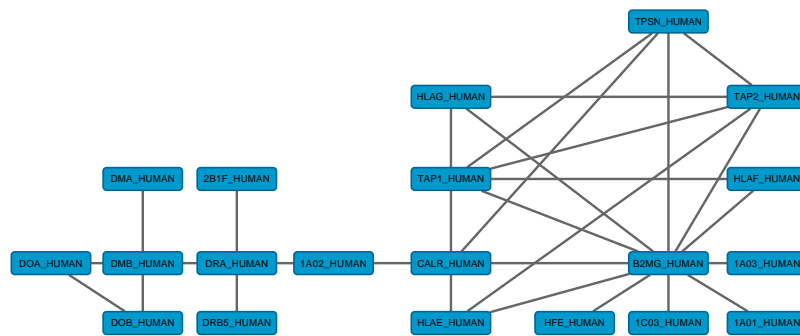 TPSN_HUMAN
HLAG_HUMAN
TAP2_HUMAN
DMA_HUMAN
2B1F_HUMAN
TAP1_HUMAN
HLAF_HUMAN
DOA_HUMAN
DMB_HUMAN
DRA_HUMAN
1A02_HUMAN
CALR_HUMAN
B2MG_HUMAN
1A03_HUMAN
DOB_HUMAN
DRB5_HUMAN
HLAE_HUMAN
HFE_HUMAN
1C03_HUMAN
1A01_HUMAN